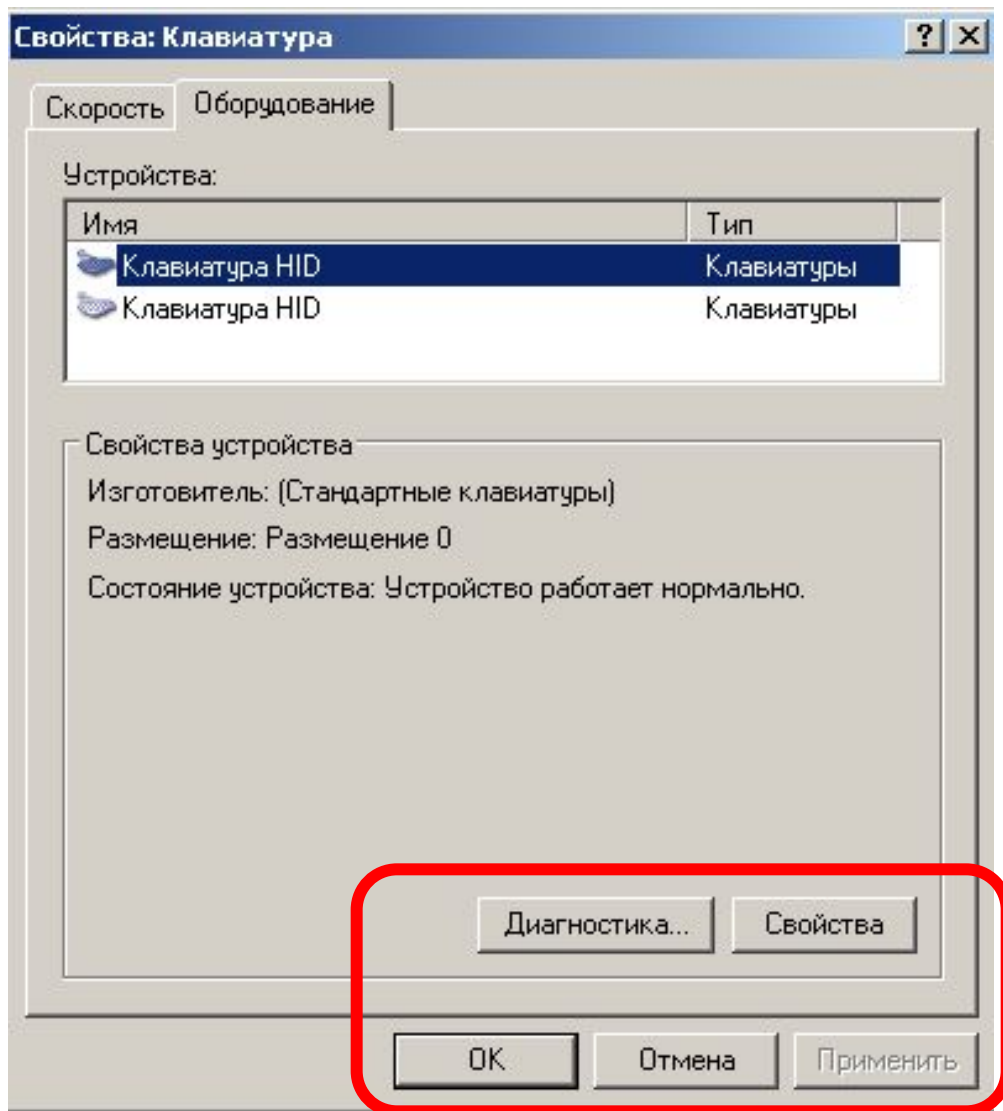 Свойства: Клавиатура
Скорость Оборудование
Устройства:
Имя Тип
Клавиатура HID Клавиатуры
Клавиатура HID Клавиатуры
Свойства устройства
Изготовитель: (Стандартные клавиатуры)
Размещение: Размещение 0
Состояние устройства: Устройство работает нормально.
Диагностика... Свойства
OK Отмена Применить